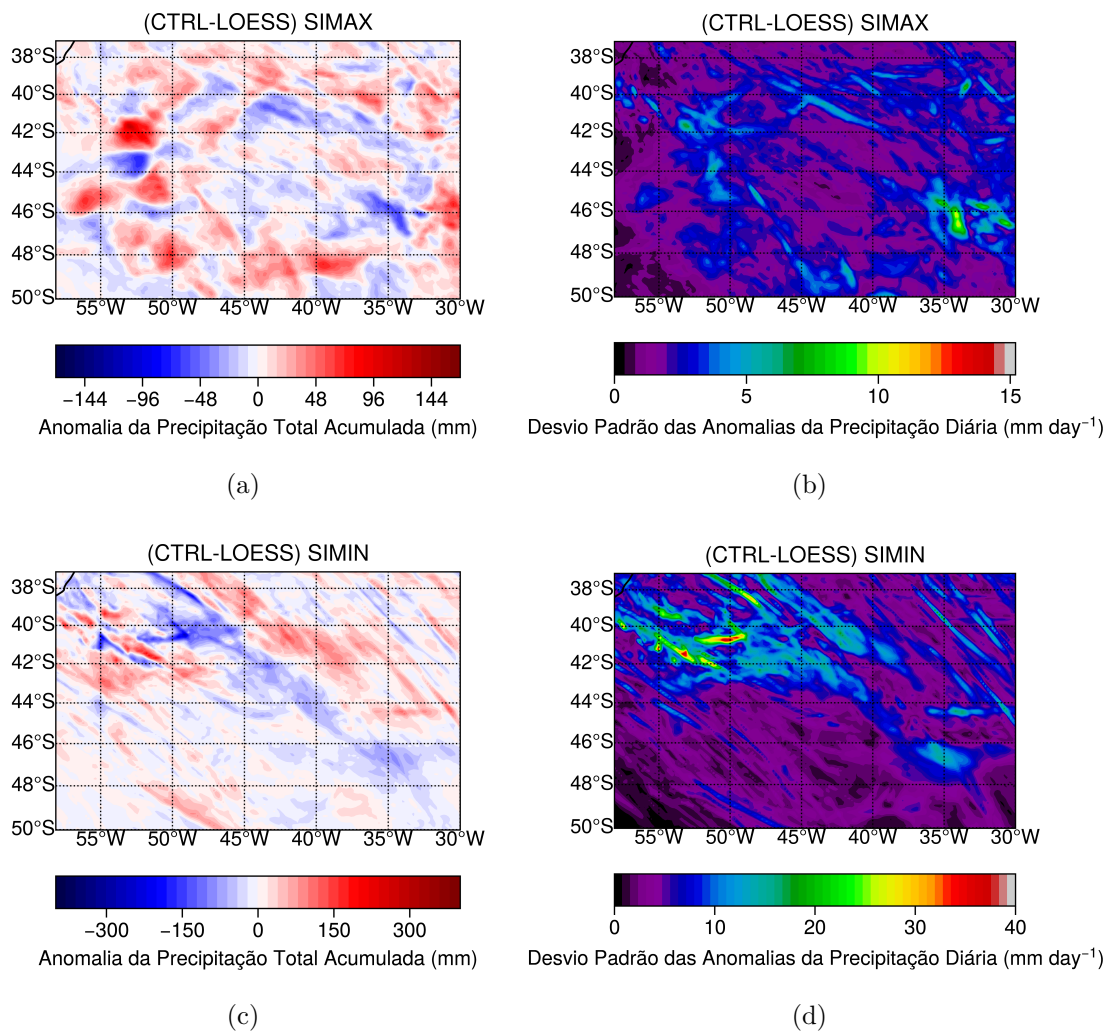 (CTRL-LOESS) SIMAX
38°S
40°S
42°S
44°S
46°S
48°S
50°S
55°W 50°W 45°W 40°W 35°W 30°W
−144 −96 −48 0 48 96 144
Anomalia da Precipitação Total Acumulada (mm)
(a)
(CTRL-LOESS) SIMAX
38°S
40°S
42°S
44°S
46°S
48°S
50°S
55°W 50°W 45°W 40°W 35°W 30°W
0 5 10 15
Desvio Padrão das Anomalias da Precipitação Diária (mm day⁻¹)
(b)
(CTRL-LOESS) SIMIN
38°S
40°S
42°S
44°S
46°S
48°S
50°S
55°W 50°W 45°W 40°W 35°W 30°W
−300 −150 0 150 300
Anomalia da Precipitação Total Acumulada (mm)
(c)
(CTRL-LOESS) SIMIN
38°S
40°S
42°S
44°S
46°S
48°S
50°S
55°W 50°W 45°W 40°W 35°W 30°W
0 10 20 30 40
Desvio Padrão das Anomalias da Precipitação Diária (mm day⁻¹)
(d)